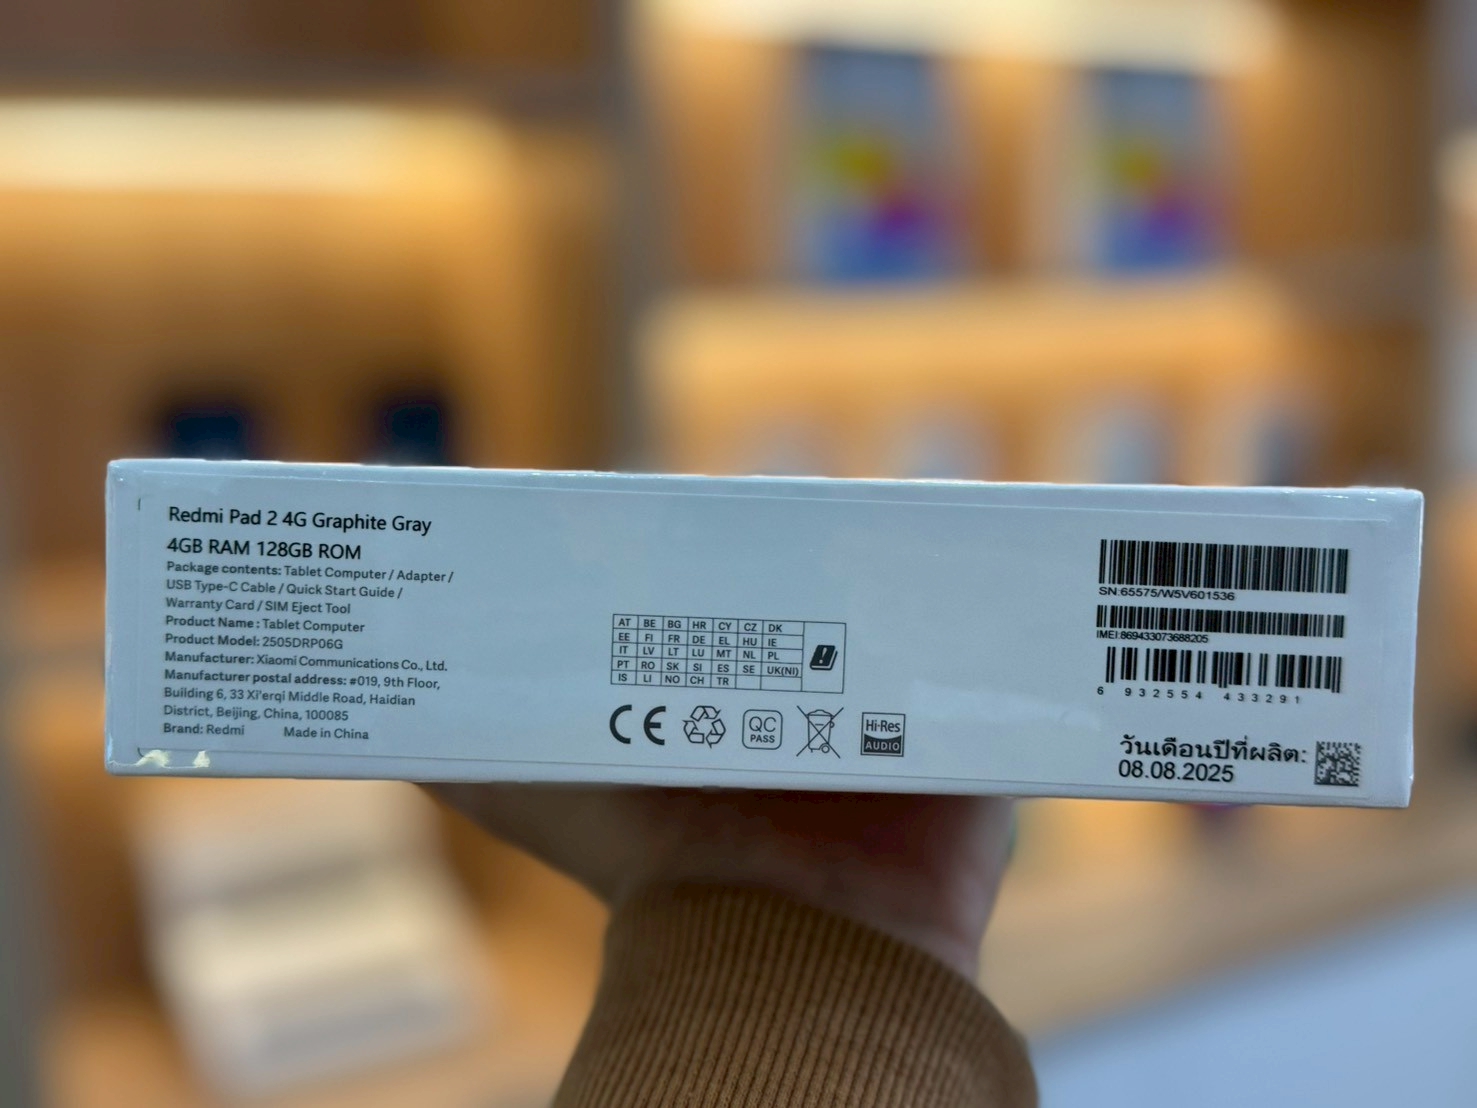 Redmi Pad 2 4G Graphite Gray
4GB RAM 128GB ROM
Package contents: Tablet Computer / Adapter /
USB Type-C Cable / Quick Start Guide /
Warranty Card / SIM Eject Tool
Product Name : Tablet Computer
Product Model: 2505DRP06G
Manufacturer: Xiaomi Communications Co., Ltd.
Manufacturer postal address: #019, 9th Floor,
Building 6, 33 Xi'erqi Middle Road, Haidian
District, Beijing, China, 100085
Brand: Redmi Made in China
AT BE BG HR CY CZ DK
EE FI FR DE EL HU IE
IT LV LT LU MT NL PL
PT RO SK SI ES SE UK(NI)
IS LI NO CH TR
CE
QC
PASS
Hi-Res
AUDIO
SN:65575/W5V601536
IMEI:869433073688205
6 932554 433291
วันเดือนปีที่ผลิต:
08.08.2025